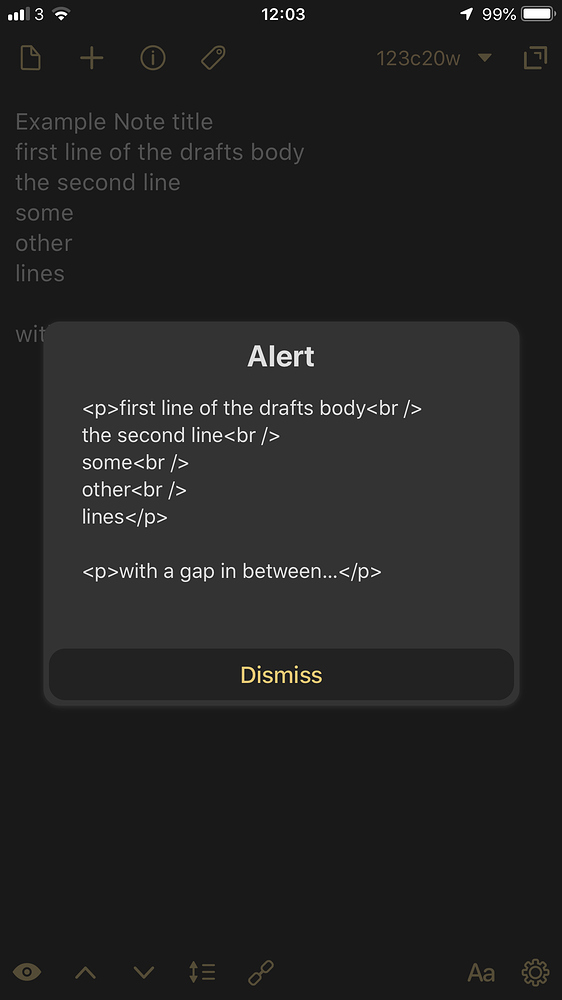 3 12:03 99%
123c20w
Example Note title
first line of the drafts body
the second line
some
other
lines
Alert
<p>first line of the drafts body<br />
the second line<br />
some<br />
other<br />
lines</p>
<p>with a gap in between...</p>
Dismiss
Aa